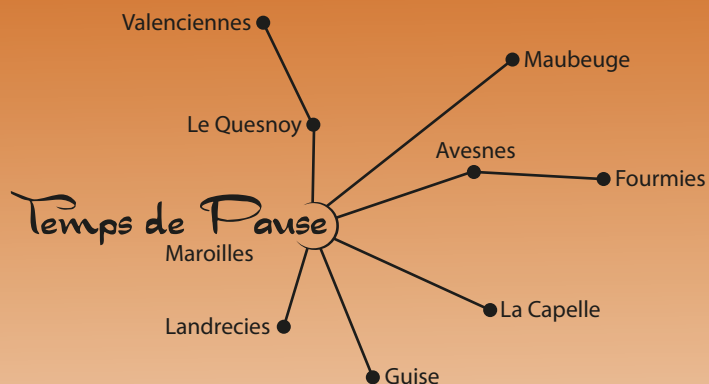 Valenciennes
Maubeuge
Le Quesnoy
Avesnes
Fourmies
Temps de Pause
Maroilles
La Capelle
Landrecies
Guise